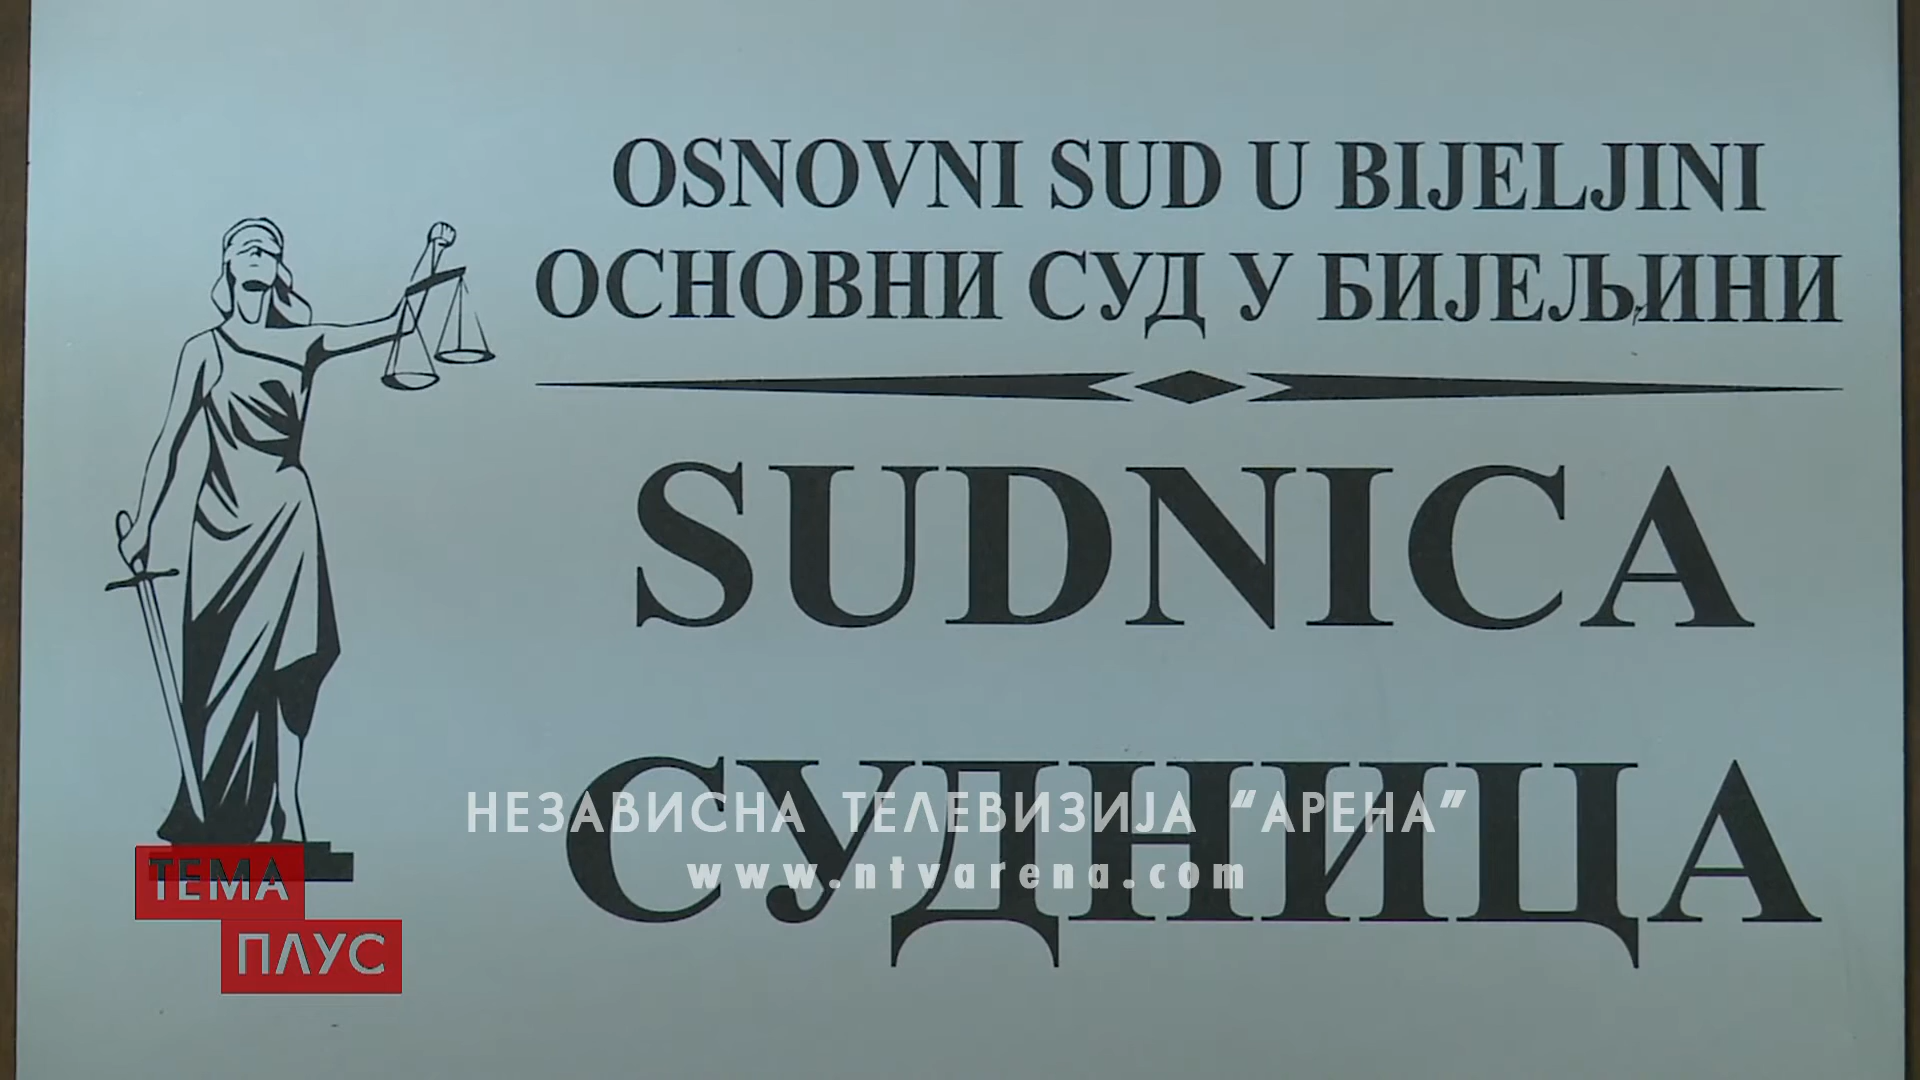 OSNOVNI SUD U BIJELJINI
ОСНОВНИ СУД У БИЈЕЉИНИ
SUDNICA
СУДНИЦА
НЕЗАВИСНА ТЕЛЕВИЗИЈА “АРЕНА”
www.ntvarena.com
ТЕМА
ПЛУС